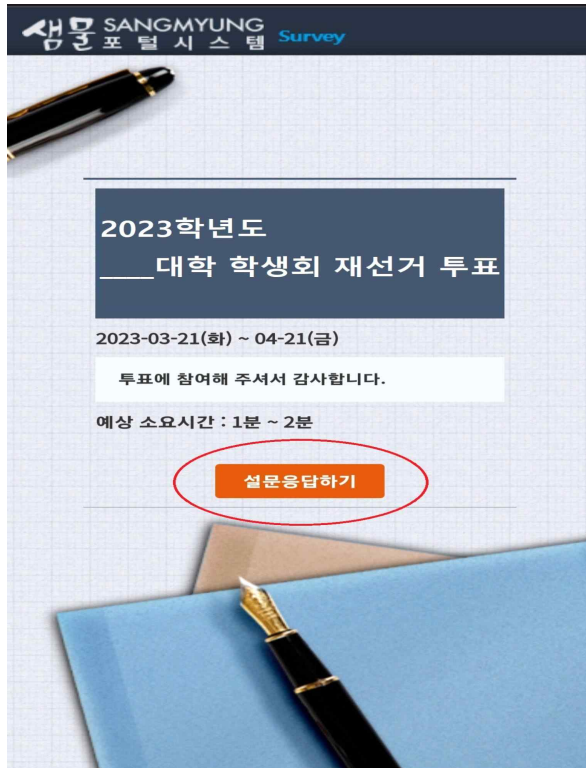 샘물 SANGMYUNG 포털시스템 Survey
2023학년도
___대학 학생회 재선거 투표
2023-03-21(화) ~ 04-21(금)
투표에 참여해 주셔서 감사합니다.
예상 소요시간 : 1분 ~ 2분
설문응답하기